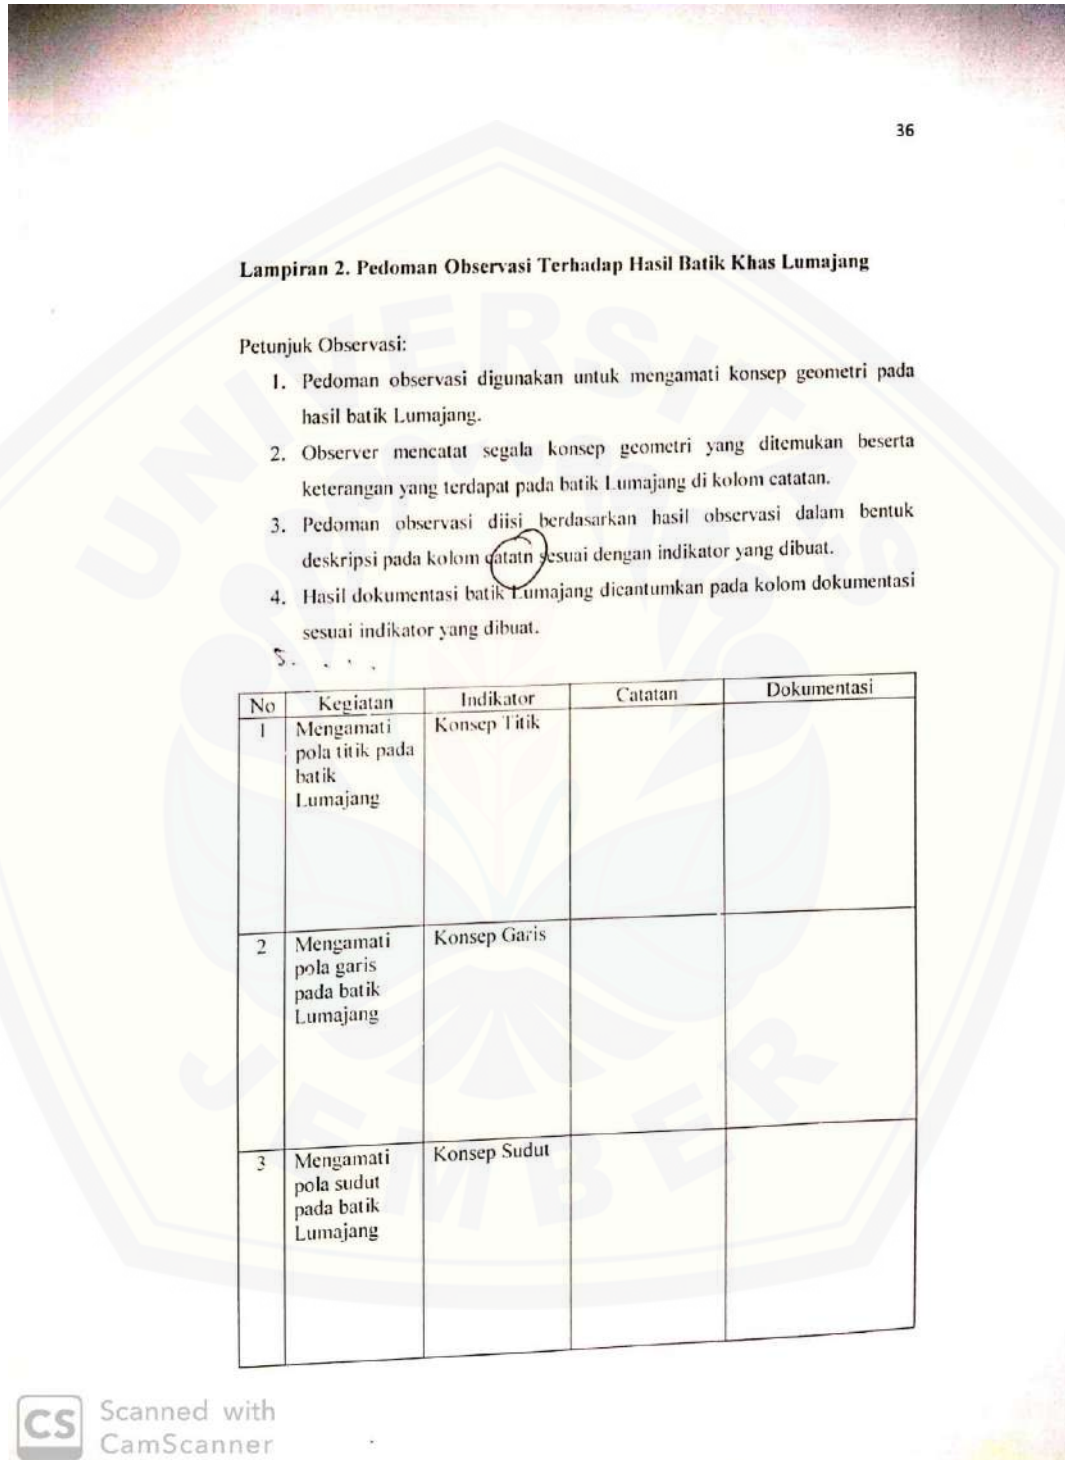 36
Lampiran 2. Pedoman Observasi Terhadap Hasil Batik Khas Lumajang
Petunjuk Observasi:
1. Pedoman observasi digunakan untuk mengamati konsep geometri pada
hasil batik Lumajang.
2. Observer mencatat segala konsep geometri yang ditemukan beserta
keterangan yang terdapat pada batik Lumajang di kolom catatan.
3. Pedoman observasi diisi berdasarkan hasil observasi dalam bentuk
deskripsi pada kolom catatn sesuai dengan indikator yang dibuat.
4. Hasil dokumentasi batik Lumajang dicantumkan pada kolom dokumentasi
sesuai indikator yang dibuat.
5. . . .
No Kegiatan Indikator Catatan Dokumentasi
1 Mengamati Konsep Titik
pola titik pada
batik
Lumajang
2 Mengamati Konsep Garis
pola garis
pada batik
Lumajang
3 Mengamati Konsep Sudut
pola sudut
pada batik
Lumajang
UNIVERSITAS
JEMBER
CS Scanned with
CamScanner